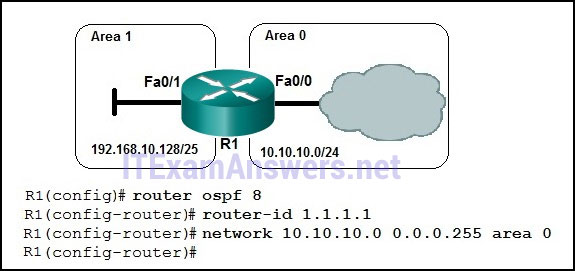 Area 1
Area 0
Fa0/1
Fa0/0
192.168.10.128/25
R1
10.10.10.0/24
ITExamAnswers.net
R1(config)# router ospf 8
R1(config-router)# router-id 1.1.1.1
R1(config-router)# network 10.10.10.0 0.0.0.255 area 0
R1(config-router)#